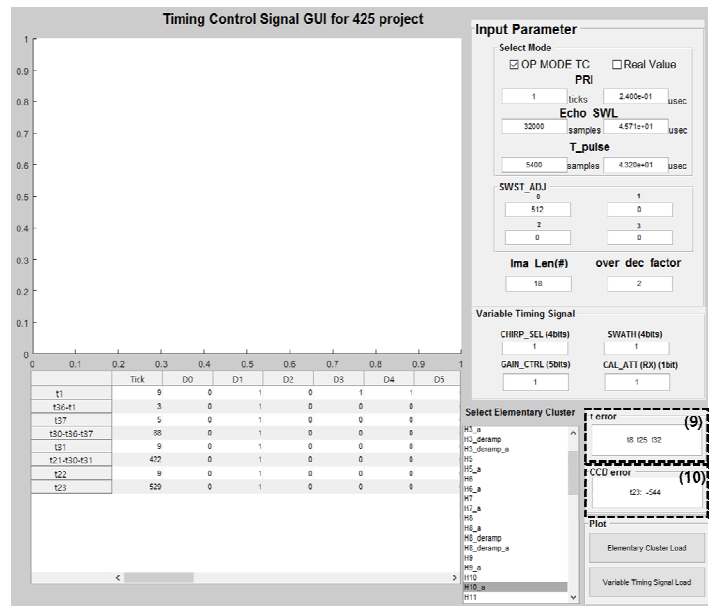 Timing Control Signal GUI for 425 project
1
0.9
0.8
0.7
0.6
0.5
0.4
0.3
0.2
0.1
0
0 0.1 0.2 0.3 0.4 0.5 0.6 0.7 0.8 0.9 1
Tick D0 D1 D2 D3 D4 D5
t1 9 0 1 0 1 1
t36-t1 3 0 1 0 0 0
t37 5 0 1 0 0 0
t30-t36-t37 88 0 1 0 0 0
t31 9 0 1 0 0 0
t21-t30-t31 422 0 1 0 0 0
t22 9 0 1 0 0 0
t23 529 0 1 0 0 0
Input Parameter
Select Mode
OP MODE TC Real Value
PRI
1 ticks 2.400e-01 usec
Echo SWL
32000 samples 4.571e+01 usec
T_pulse
5400 samples 4.320e+01 usec
SWST_ADJ
0 1
512 0
2 3
0 0
Ima Len(#) over dec factor
18 2
Variable Timing Signal
CHIRP_SEL (4bits) SWATH (4bits)
1 1
GAIN_CTRL (5bits) CAL_ATT (RX) (1bit)
1 1
Select Elementary Cluster
H3_a
H3_deramp
H3_deramp_a
H5
H5_a
H6
H6_a
H7
H7_a
H8
H8_a
H8_deramp
H8_deramp_a
H9
H9_a
H10
H10_a
H11
t error
(9)
t8 t25 t32
CCD error
(10)
t23: -544
Plot
Elementary Cluster Load
Variable Timing Signal Load